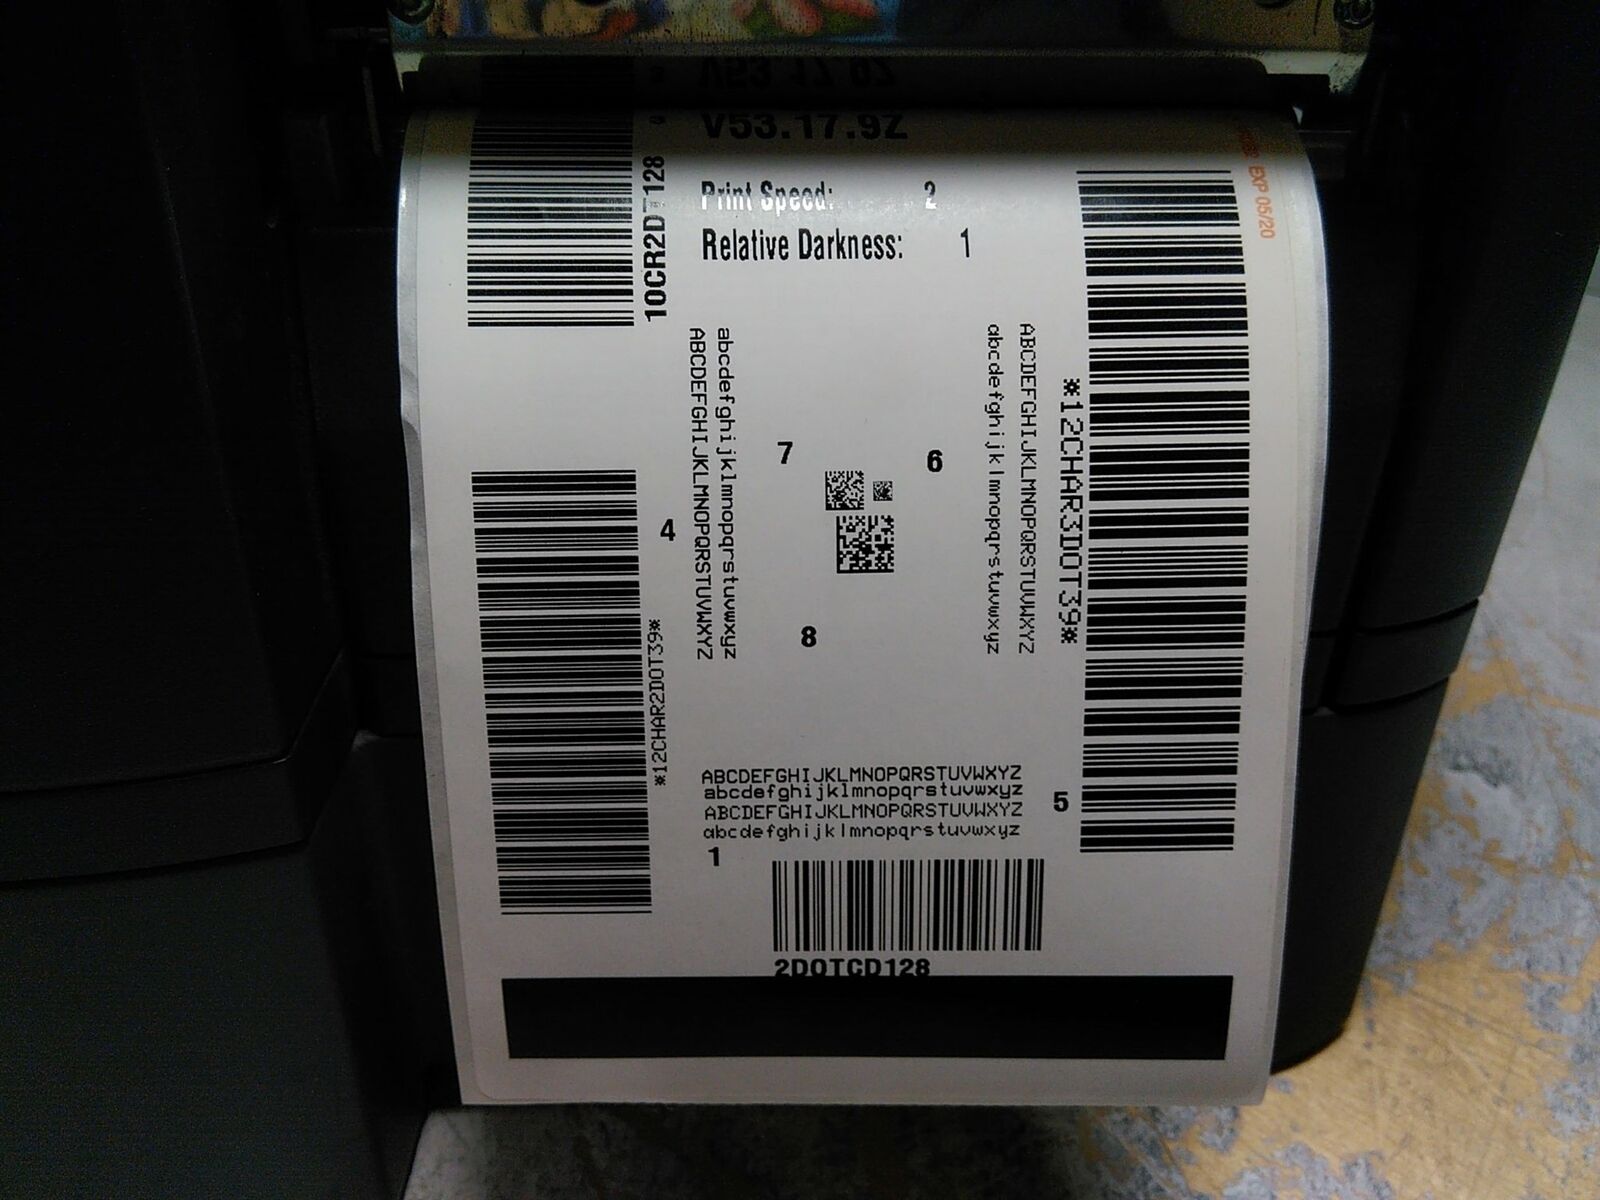 V53.17.9Z
Print Speed: 2
Relative Darkness: 1
EXP 05/20
10CR2DT128
abcdefghijklmnopqrstuvwxyz
ABCDEFGHIJKLMNOPQRSTUVWXYZ
ABCDEFGHIJKLMNOPQRSTUVWXYZ
abcdefghijklmnopqrstuvwxyz
*12CHAR3DOT39*
7
6
4
8
*12CHAR2DOT39*
ABCDEFGHIJKLMNOPQRSTUVWXYZ
abcdefghijklmnopqrstuvwxyz
ABCDEFGHIJKLMNOPQRSTUVWXYZ
abcdefghijklmnopqrstuvwxyz
5
1
2DOTCD128